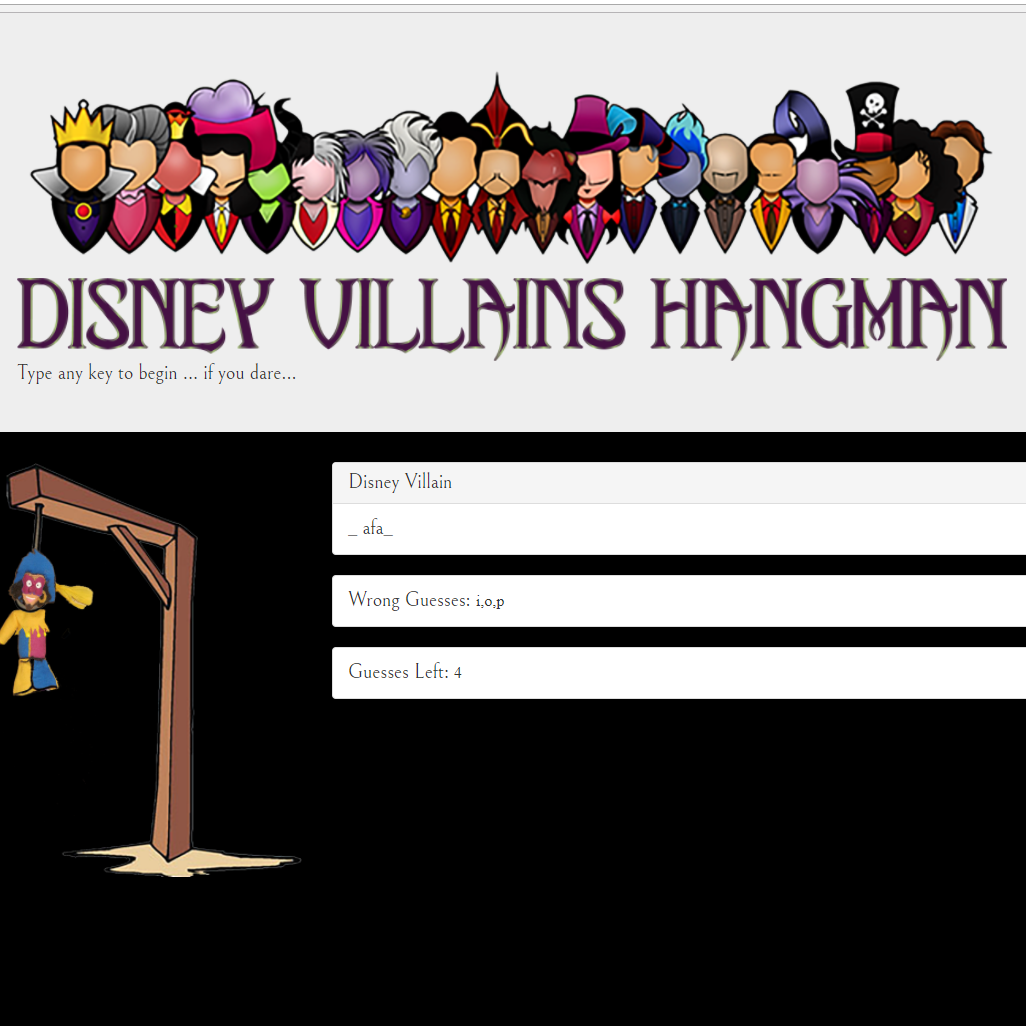 DISNEY VILLAINS HANGMAN
Type any key to begin ... if you dare...
Disney Villain
_ afa_
Wrong Guesses: i,o,p
Guesses Left: 4